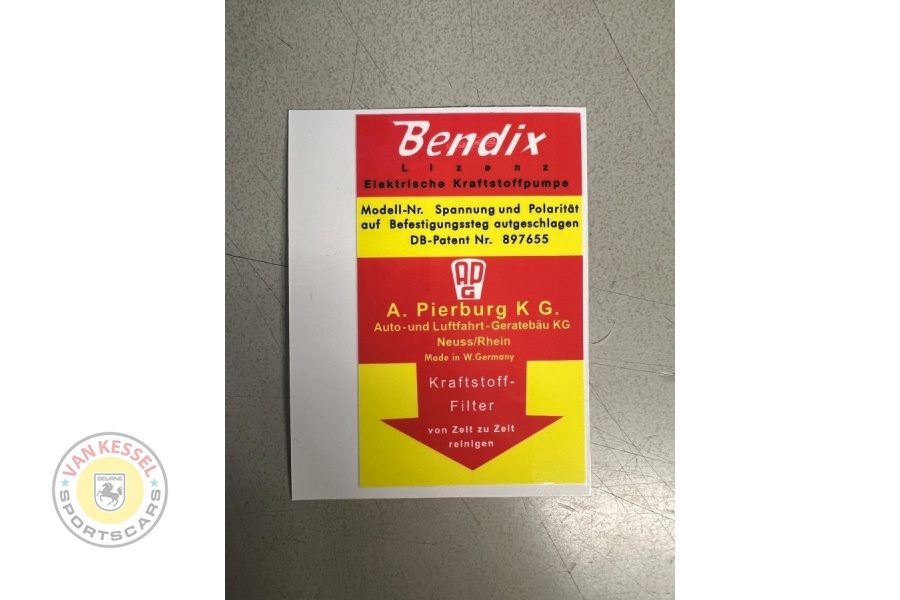 Bendix
Lizenz
Elektrische Kraftstoffpumpe
Modell-Nr. Spannung und Polarität
auf Befestigungssteg autgeschlagen
DB-Patent Nr. 897655
APG
A. Pierburg K G.
Auto-und Luftfahrt-Geratebäu KG
Neuss/Rhein
Made in W.Germany
Kraftstoff-
Filter
von Zeit zu Zeit
reinigen
VAN KESSEL
DEURNE
SPORTSCARS